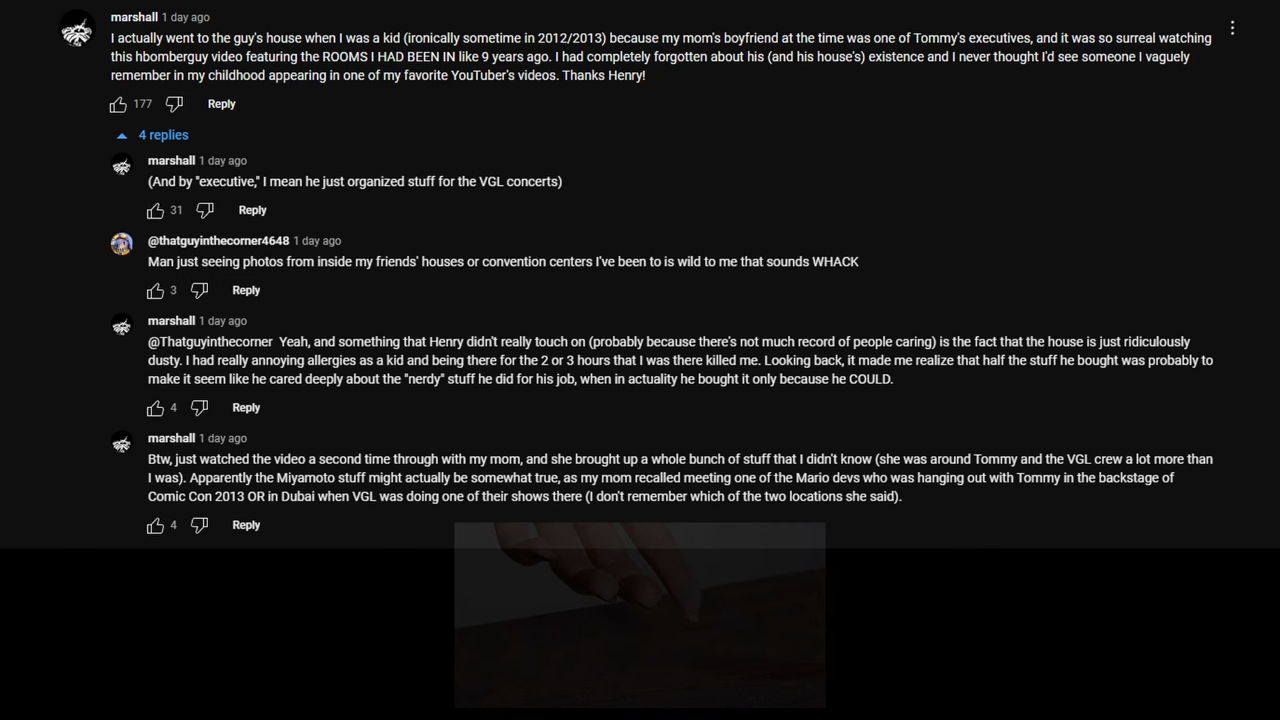 marshall 1 day ago
I actually went to the guy's house when I was a kid (ironically sometime in 2012/2013) because my mom's boyfriend at the time was one of Tommy's executives, and it was so surreal watching
this hbomberguy video featuring the ROOMS I HAD BEEN IN like 9 years ago. I had completely forgotten about his (and his house's) existence and I never thought I'd see someone I vaguely
remember in my childhood appearing in one of my favorite YouTuber's videos. Thanks Henry!
177 Reply
4 replies
marshall 1 day ago
(And by "executive," I mean he just organized stuff for the VGL concerts)
31 Reply
@thatguyinthecorner4648 1 day ago
Man just seeing photos from inside my friends' houses or convention centers I've been to is wild to me that sounds WHACK
3 Reply
marshall 1 day ago
@Thatguyinthecorner Yeah, and something that Henry didn't really touch on (probably because there's not much record of people caring) is the fact that the house is just ridiculously
dusty. I had really annoying allergies as a kid and being there for the 2 or 3 hours that I was there killed me. Looking back, it made me realize that half the stuff he bought was probably to
make it seem like he cared deeply about the "nerdy" stuff he did for his job, when in actuality he bought it only because he COULD.
4 Reply
marshall 1 day ago
Btw, just watched the video a second time through with my mom, and she brought up a whole bunch of stuff that I didn't know (she was around Tommy and the VGL crew a lot more than
I was). Apparently the Miyamoto stuff might actually be somewhat true, as my mom recalled meeting one of the Mario devs who was hanging out with Tommy in the backstage of
Comic Con 2013 OR in Dubai when VGL was doing one of their shows there (I don't remember which of the two locations she said).
4 Reply